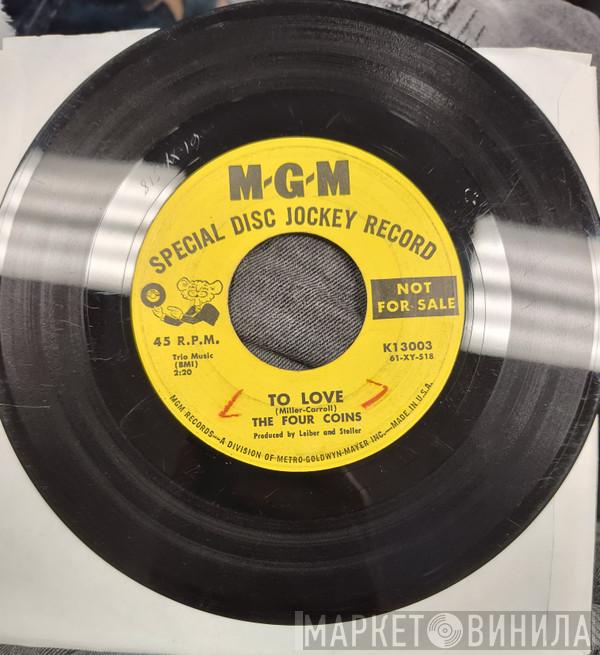 M-G-M
SPECIAL DISC JOCKEY RECORD
NOT
FOR SALE
45 R.P.M.
Trio Music
(BMI)
2:20
K13003
61-XY-518
TO LOVE
(Miller-Carroll)
THE FOUR COINS
Produced by Leiber and Stoller
MGM RECORDS—A DIVISION OF METRO-GOLDWYN-MAYER INC.—MADE IN U.S.A.
МАРКЕТ ВИНИЛА